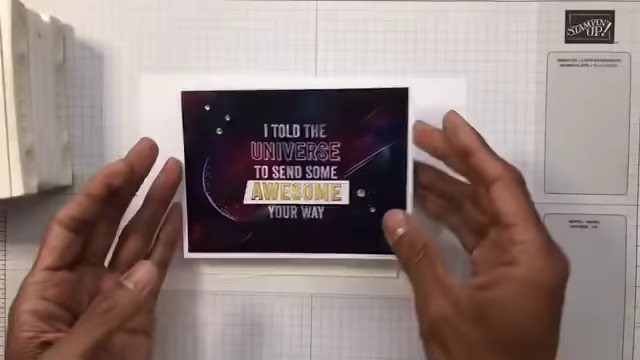 STAMPIN' UP!
I TOLD THE
UNIVERSE
TO SEND SOME
AWESOME
YOUR WAY